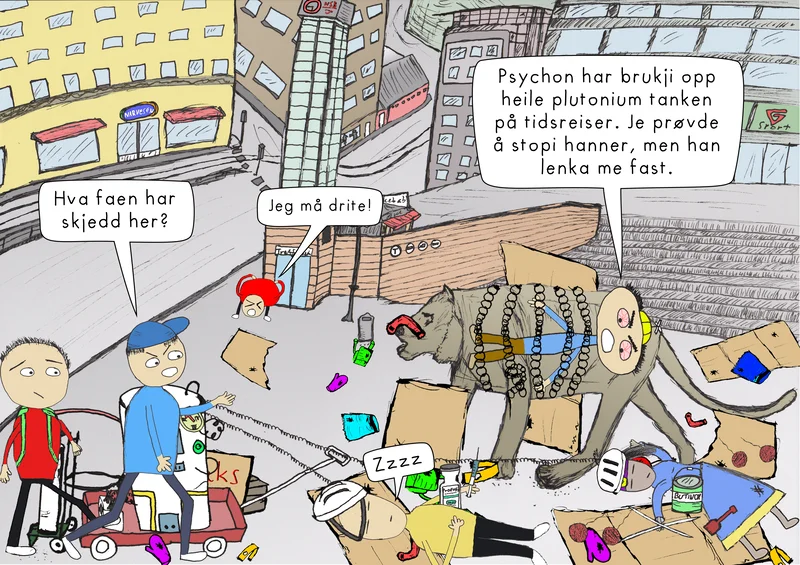 NSB
NARVESEN
Sport
Psychon har brukji opp
heile plutonium tanken
på tidsreiser. Je prøvde
å stopi hanner, men han
lenka me fast.
Hva faen har
skjedd her?
Jeg må drite!
Zzzz